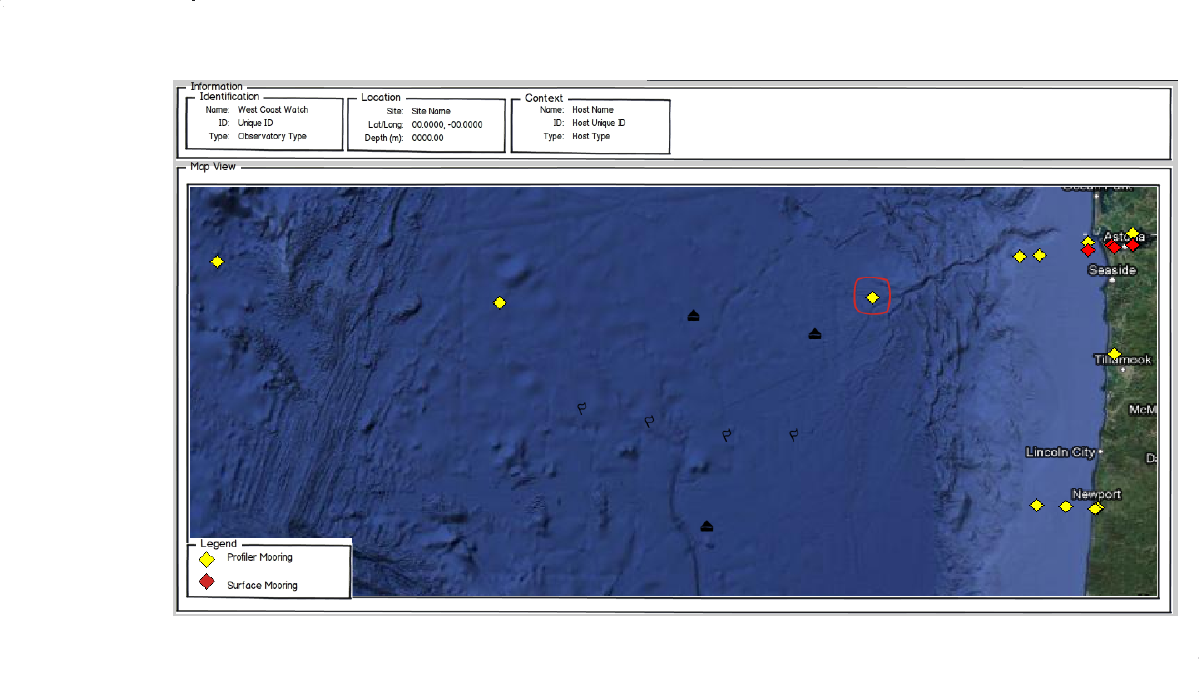 Information
Identification
Name: West Coast Watch
ID: Unique ID
Type: Observatory Type
Location
Site: Site Name
Lat/Long: 00.0000, -00.0000
Depth (m): 0000.00
Context
Name: Host Name
ID: Host Unique ID
Type: Host Type
Map View
Seaside
Tillamook
McM
Lincoln City
D
Newport
Legend
Profiler Mooring
Surface Mooring